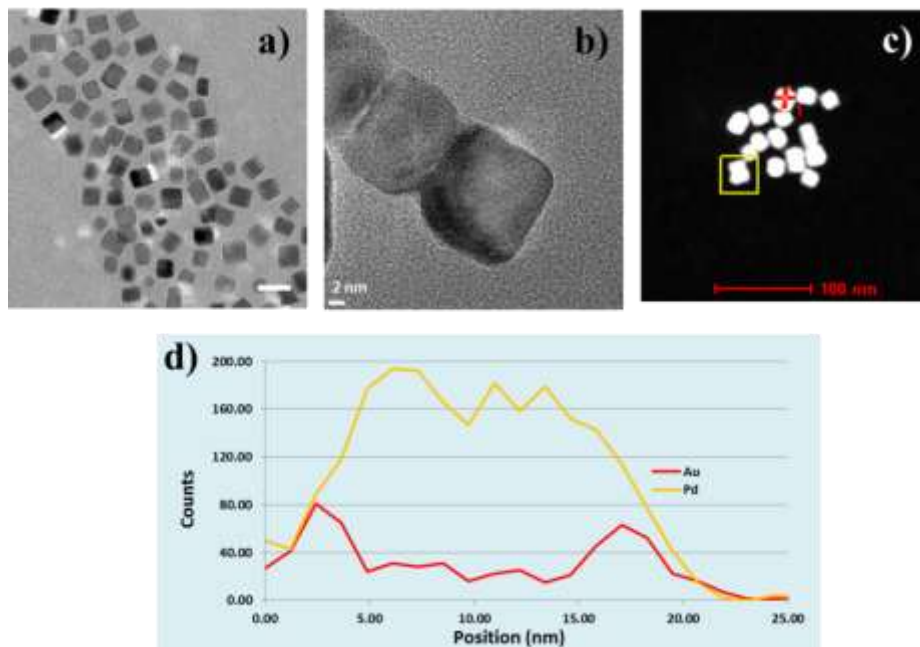 a)
b)
c)
2 nm
100 nm
d)
200.00
160.00
120.00
80.00
40.00
0.00
Counts
Au
Pd
0.00
5.00
10.00
15.00
20.00
25.00
Position (nm)